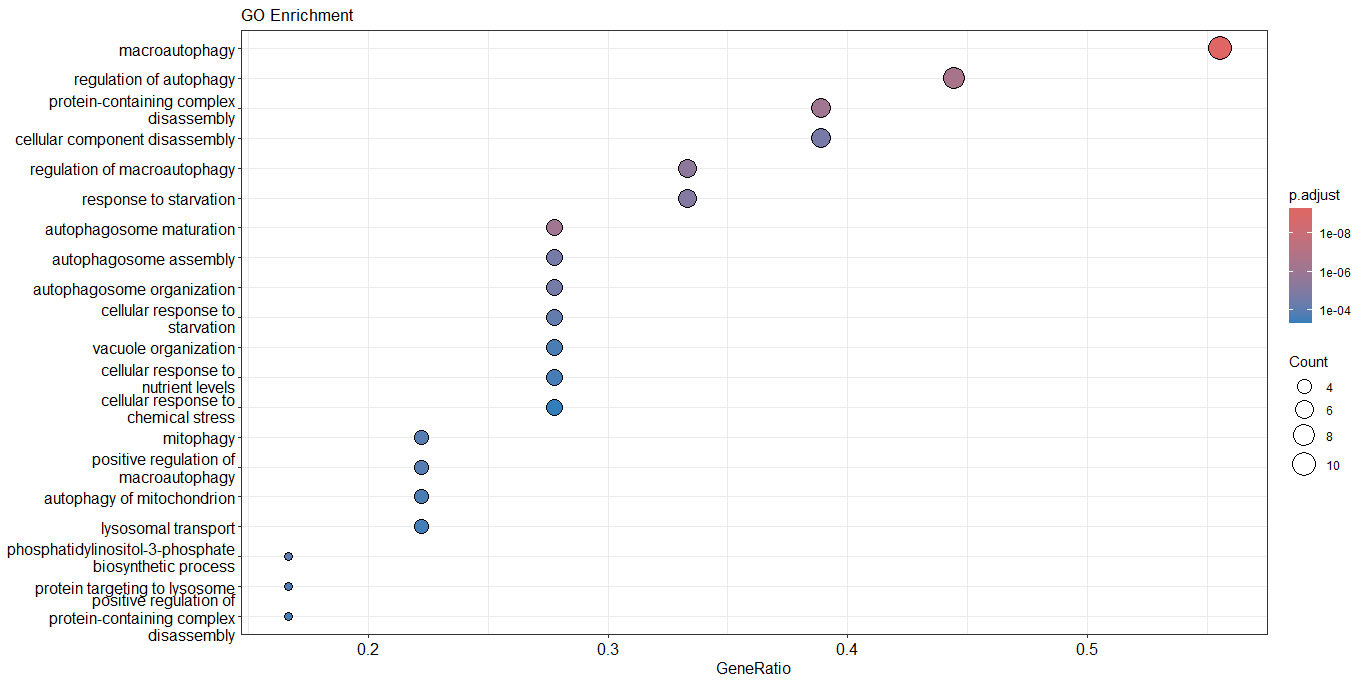 GO Enrichment
macroautophagy
regulation of autophagy
protein-containing complex
disassembly
cellular component disassembly
regulation of macroautophagy
response to starvation
autophagosome maturation
autophagosome assembly
autophagosome organization
cellular response to
starvation
vacuole organization
cellular response to
nutrient levels
cellular response to
chemical stress
mitophagy
positive regulation of
macroautophagy
autophagy of mitochondrion
lysosomal transport
phosphatidylinositol-3-phosphate
biosynthetic process
protein targeting to lysosome
positive regulation of
protein-containing complex
disassembly
0.2
0.3
0.4
0.5
GeneRatio
p.adjust
1e-08
1e-06
1e-04
Count
4
6
8
10